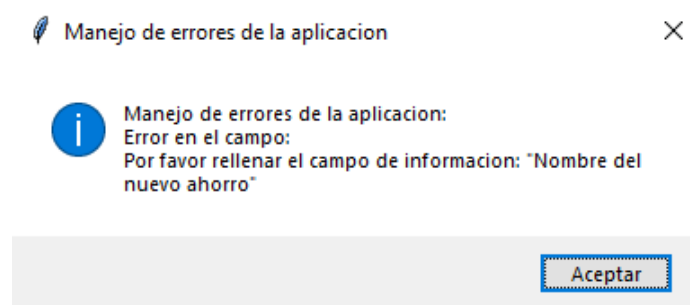 Manejo de errores de la aplicacion
Manejo de errores de la aplicacion:
Error en el campo:
Por favor rellenar el campo de informacion: "Nombre del
nuevo ahorro"
Aceptar